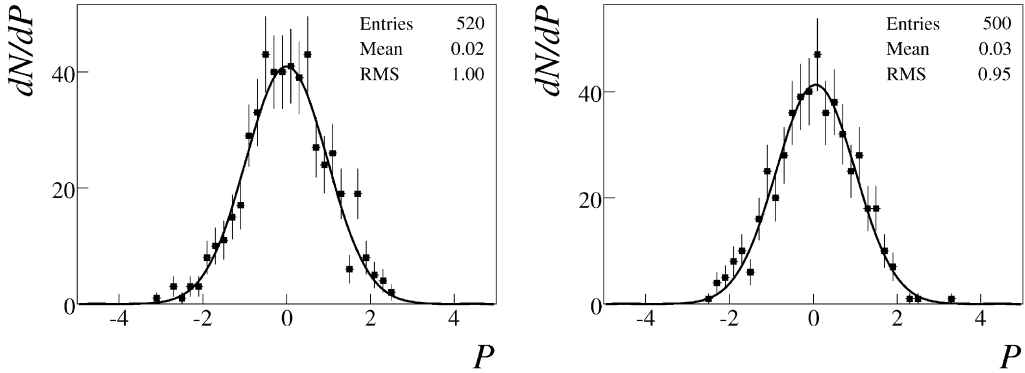 dN/dP
Entries 520
Mean 0.02
RMS 1.00
40
20
0
-4 -2 0 2 4
P
dN/dP
Entries 500
Mean 0.03
RMS 0.95
40
20
0
-4 -2 0 2 4
P